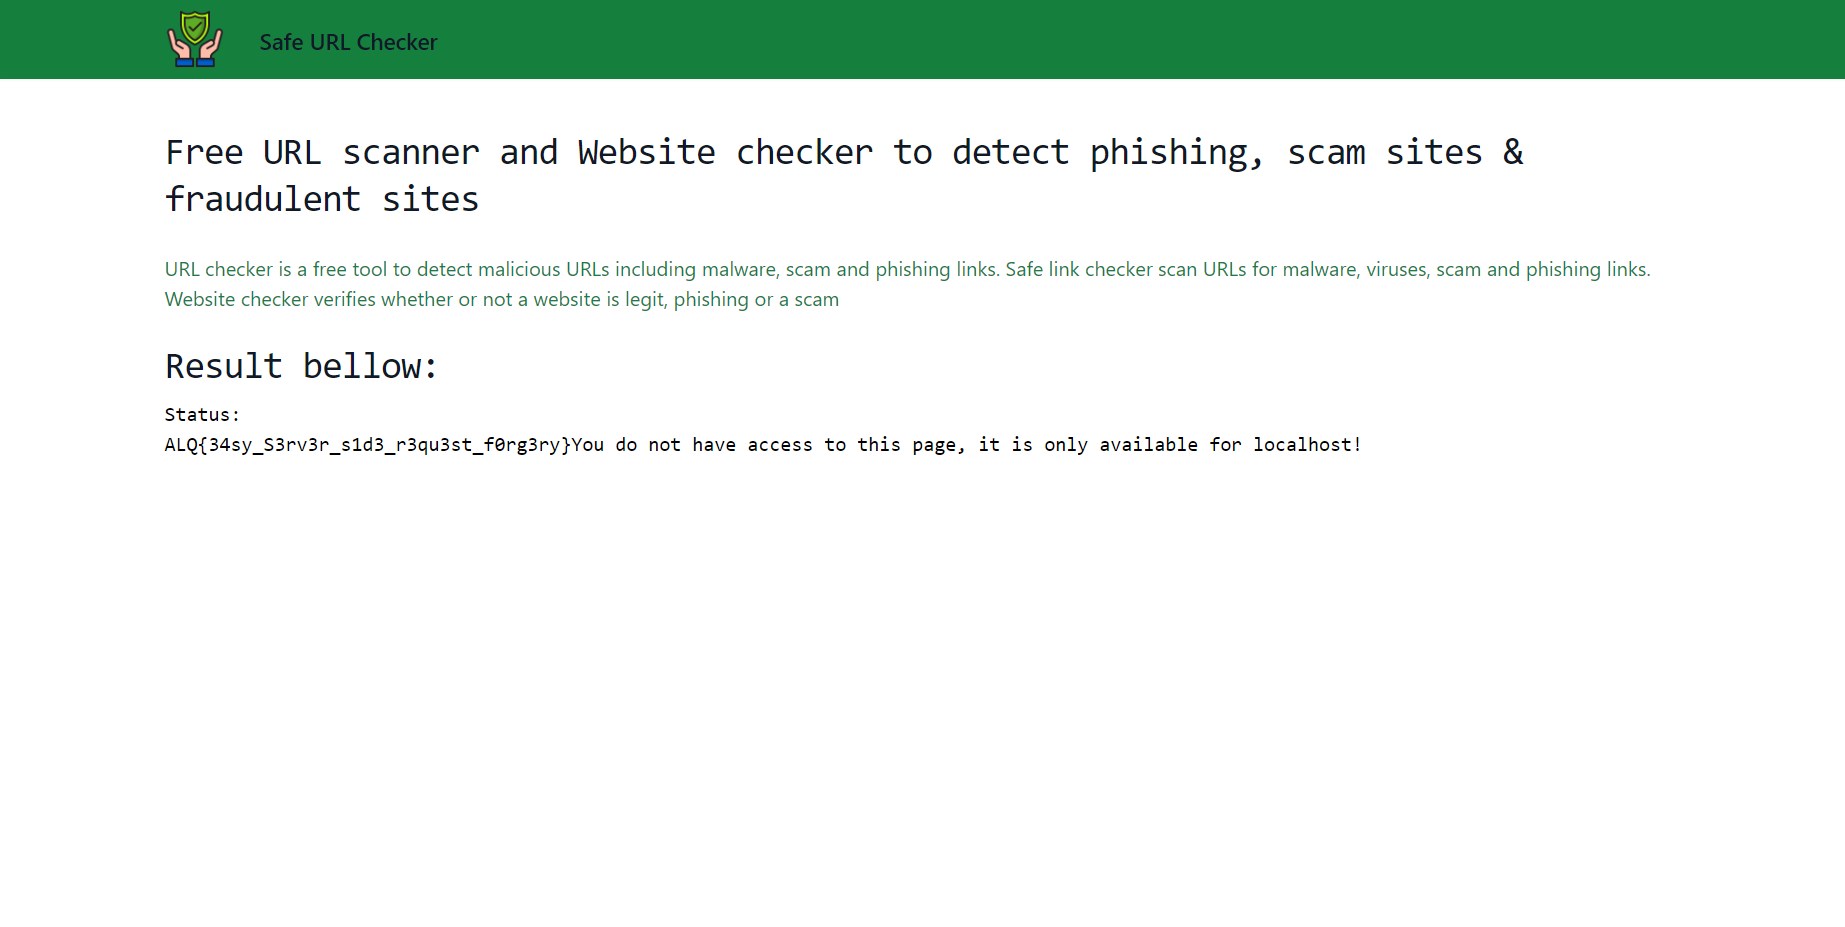 Safe URL Checker
Free URL scanner and Website checker to detect phishing, scam sites &
fraudulent sites
URL checker is a free tool to detect malicious URLs including malware, scam and phishing links. Safe link checker scan URLs for malware, viruses, scam and phishing links.
Website checker verifies whether or not a website is legit, phishing or a scam
Result bellow:
Status:
ALQ{34sy_S3rv3r_s1d3_r3qu3st_f0rg3ry}You do not have access to this page, it is only available for localhost!